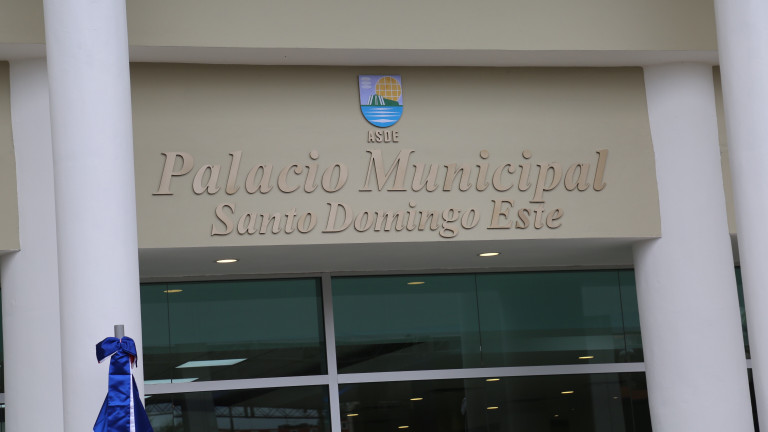 ASDE
Palacio Municipal
Santo Domingo Este